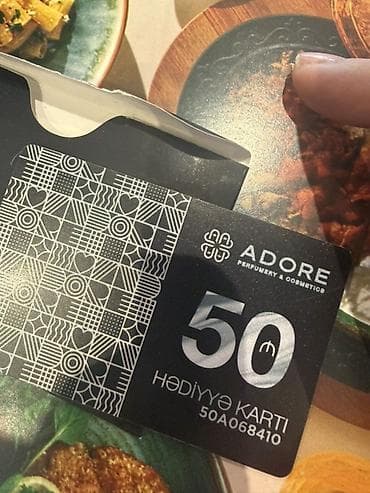 ADORE
PERFUMERY & COSMETICS
50
₼
HƏDİYYƏ KARTI
50A068410